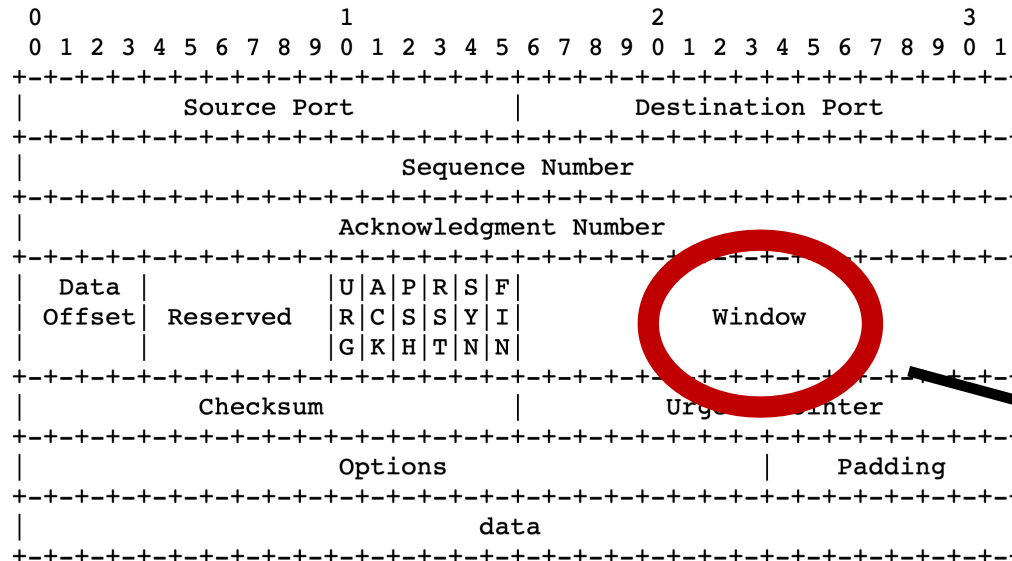 0                   1                   2                   3
 0 1 2 3 4 5 6 7 8 9 0 1 2 3 4 5 6 7 8 9 0 1 2 3 4 5 6 7 8 9 0 1
+-+-+-+-+-+-+-+-+-+-+-+-+-+-+-+-+-+-+-+-+-+-+-+-+-+-+-+-+-+-+-+-
|          Source Port          |       Destination Port
+-+-+-+-+-+-+-+-+-+-+-+-+-+-+-+-+-+-+-+-+-+-+-+-+-+-+-+-+-+-+-+-
|                        Sequence Number
+-+-+-+-+-+-+-+-+-+-+-+-+-+-+-+-+-+-+-+-+-+-+-+-+-+-+-+-+-+-+-+-
|                    Acknowledgment Number
+-+-+-+-+-+-+-+-+-+-+-+-+-+-+-+-+-+-+-+-+-+-+-+-+-+-+-+-+-+-+-+-
|  Data |           |U|A|P|R|S|F|
| Offset| Reserved  |R|C|S|S|Y|I|            Window
|       |           |G|K|H|T|N|N|
+-+-+-+-+-+-+-+-+-+-+-+-+-+-+-+-+-+-+-+-+-+-+-+-+-+-+-+-+-+-+-+-
|           Checksum            |
+-+-+-+-+-+-+-+-+-+-+-+-+-+-+-+-+-+-+-+-+-+-+-+-+-+-+-+-+-+-+-+-
|                    Options                    |    Padding
+-+-+-+-+-+-+-+-+-+-+-+-+-+-+-+-+-+-+-+-+-+-+-+-+-+-+-+-+-+-+-+-
|                             data
+-+-+-+-+-+-+-+-+-+-+-+-+-+-+-+-+-+-+-+-+-+-+-+-+-+-+-+-+-+-+-+-